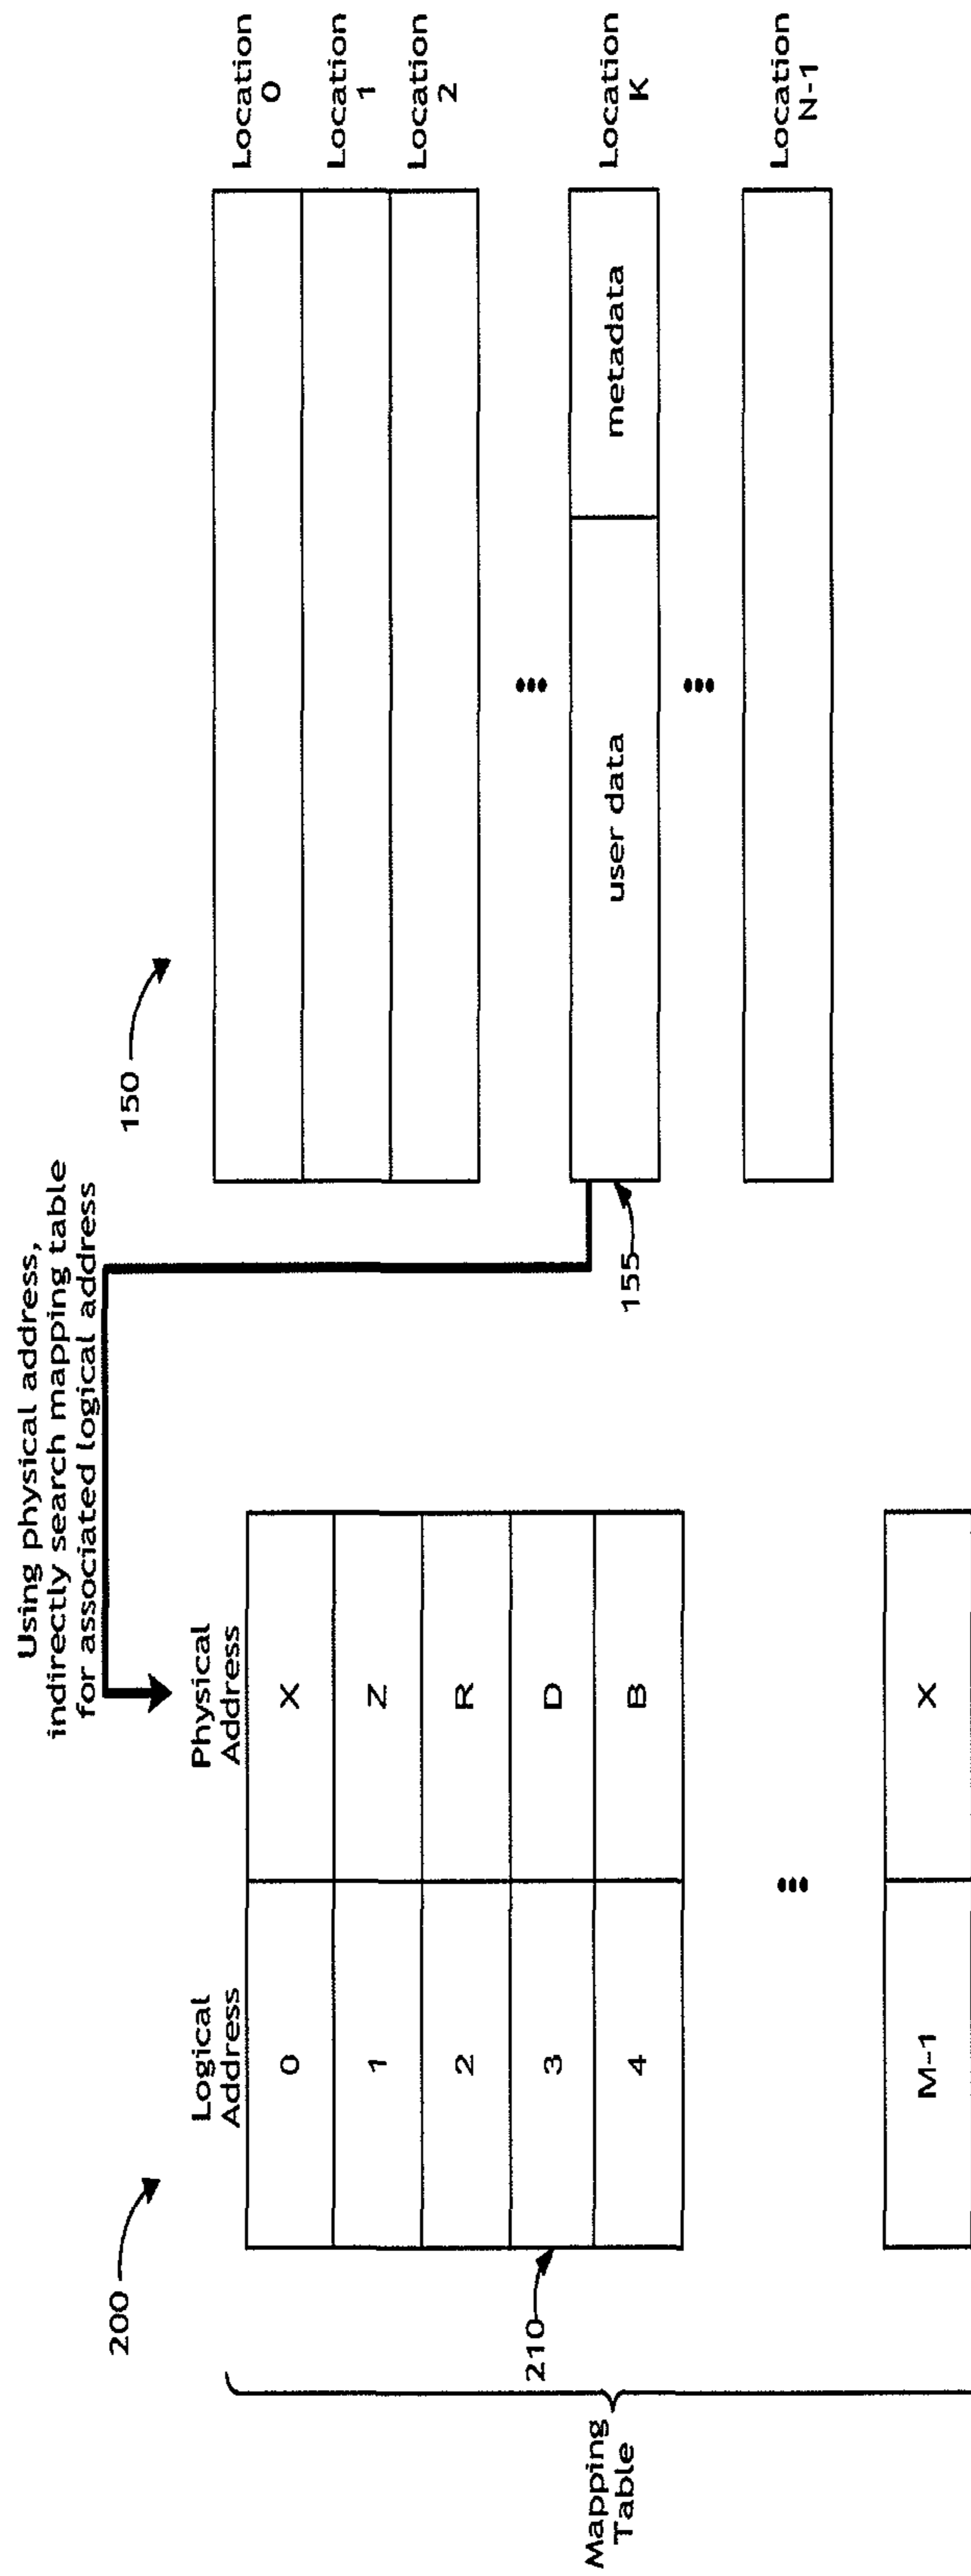 Using physical address,
indirectly search mapping table
for associated logical address
200
Logical
Address
Physical
Address
0
X
1
Z
2
R
3
D
4
B
M-1
X
210
Mapping
Table
150
Location
0
Location
1
Location
2
155
user data
metadata
Location
K
Location
N-1